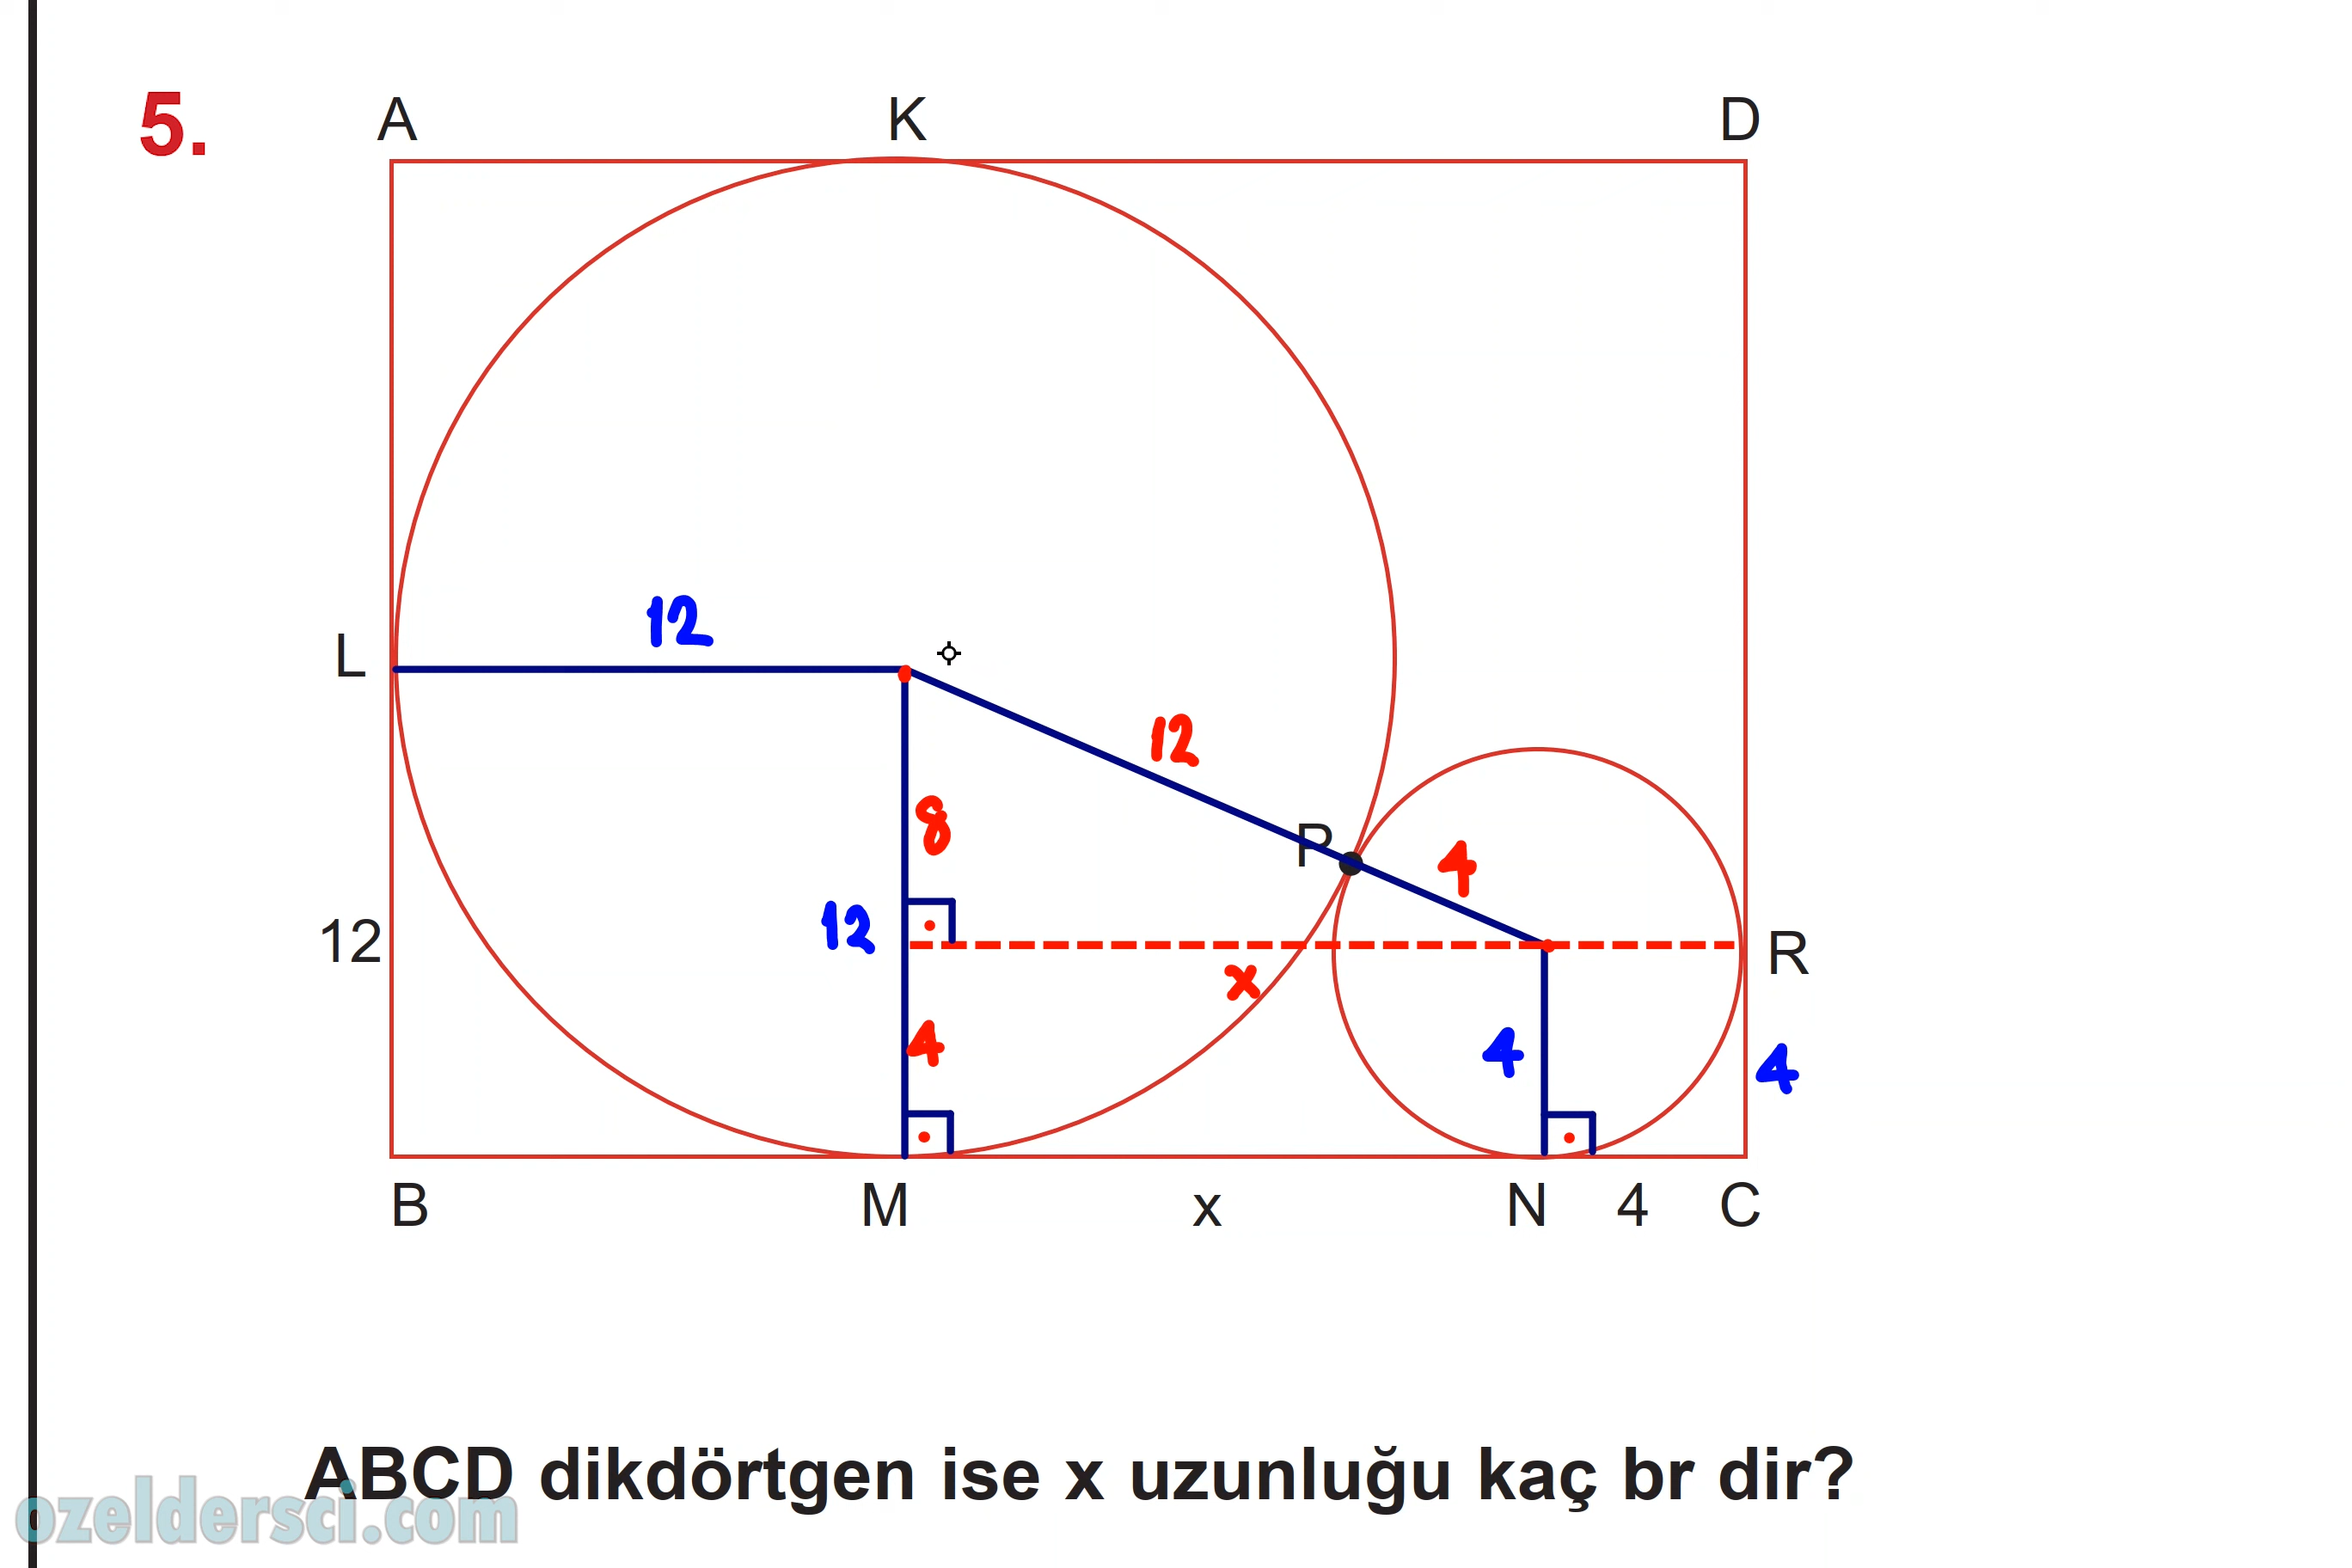 5.
A K D
12
L
12
8
P
4
12
12 R
x
4
4
4
B M x N 4 C
ABCD dikdörtgen ise x uzunluğu kaç br dir?
ozeldersci.com